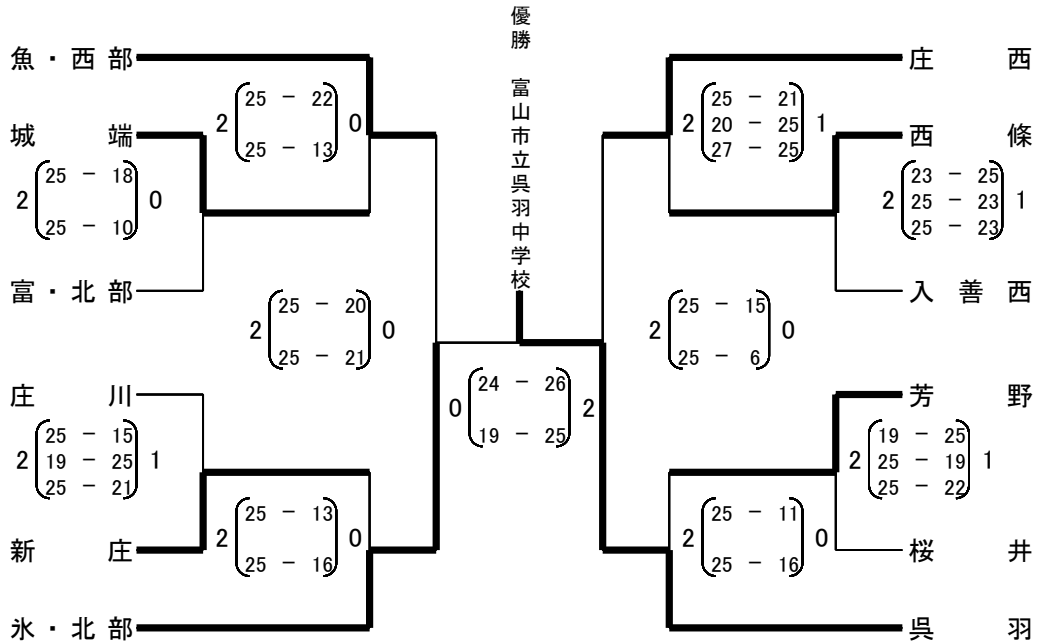 優勝 富山市立呉羽中学校
魚・西部
2 25 － 22 0
25 － 13
城端
2 25 － 18 0
25 － 10
富・北部
2 25 － 20 0
25 － 21
庄川
2 25 － 15 1
19 － 25
25 － 21
新庄
2 25 － 13 0
25 － 16
氷・北部
0 24 － 26 2
19 － 25
庄西
2 25 － 21 1
20 － 25
27 － 25
西條
2 23 － 25 1
25 － 23
25 － 23
入善西
2 25 － 15 0
25 － 6
芳野
2 19 － 25 1
25 － 19
25 － 22
桜井
2 25 － 11 0
25 － 16
呉羽